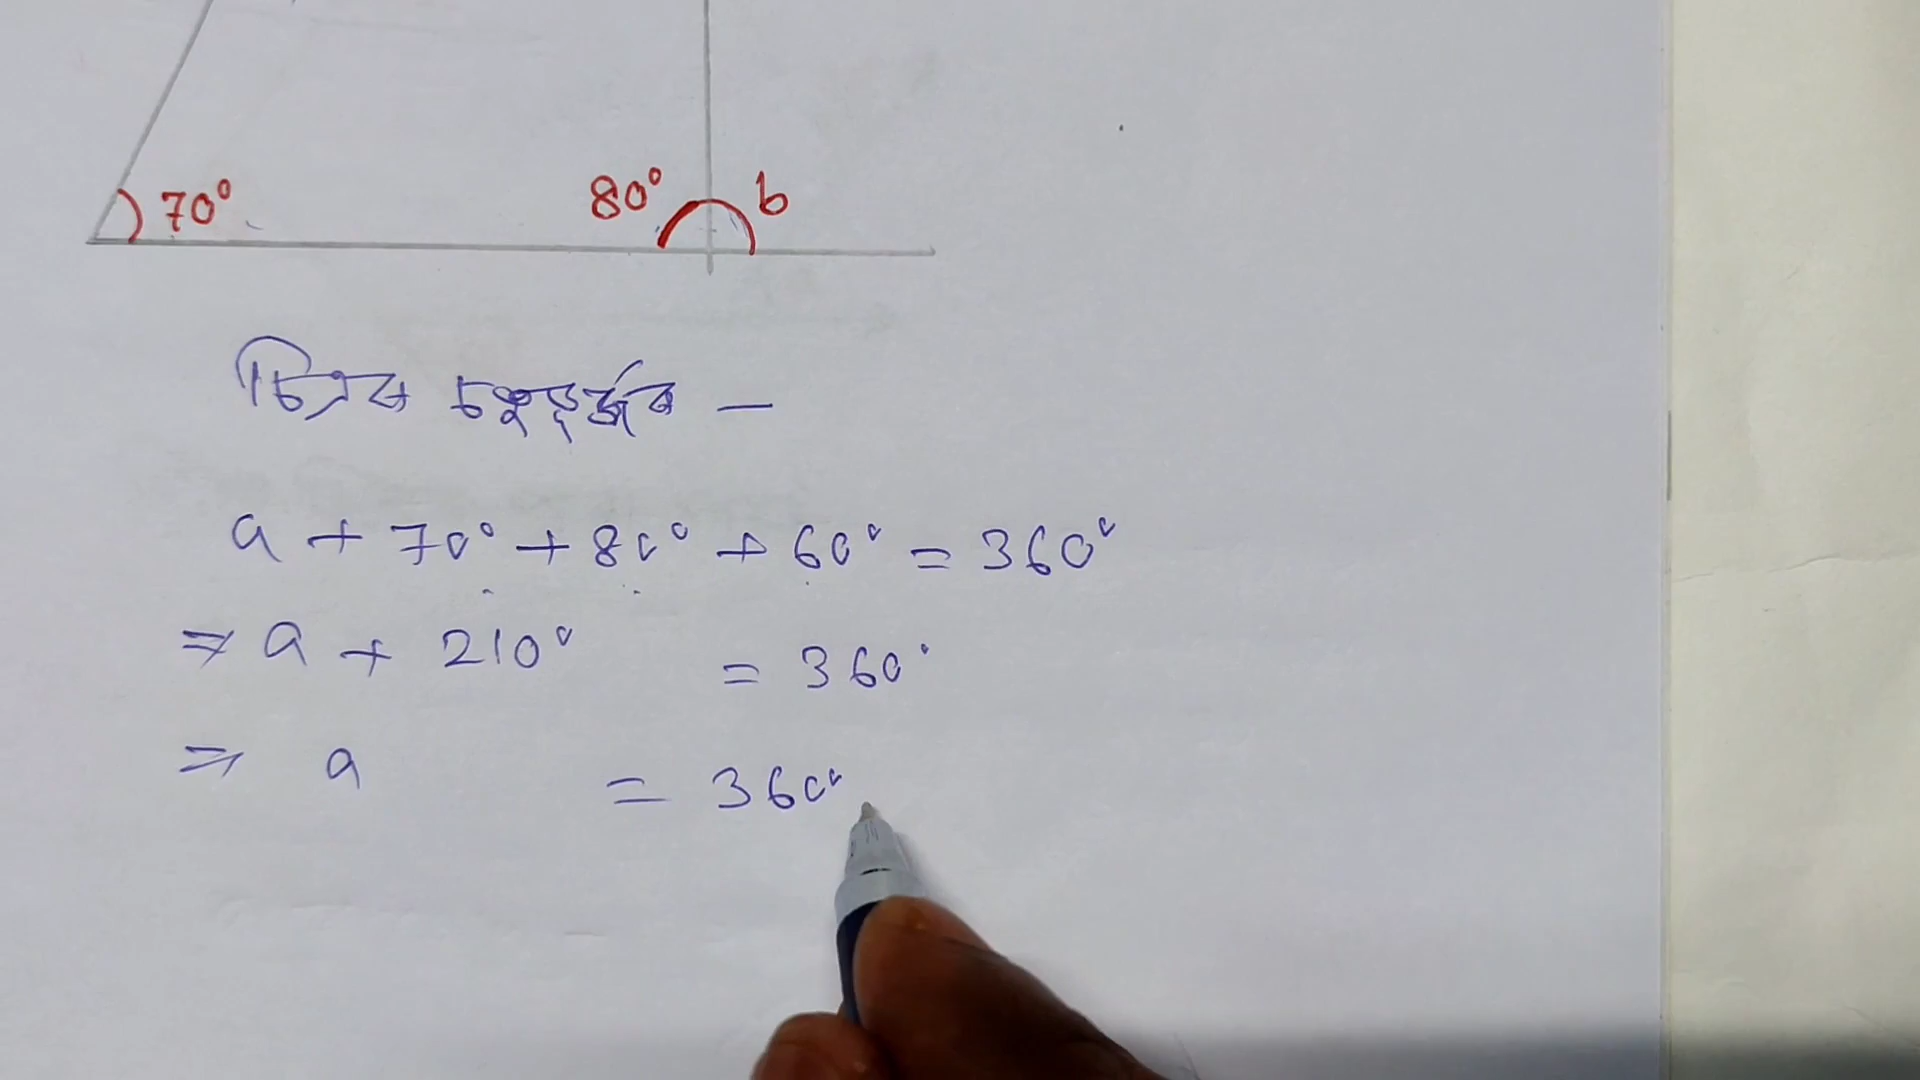 70° 80° b
চিত্রের চতুর্ভুজের —
a + 70° + 80° + 60° = 360°
⇒ a + 210° = 360°
⇒ a = 360°